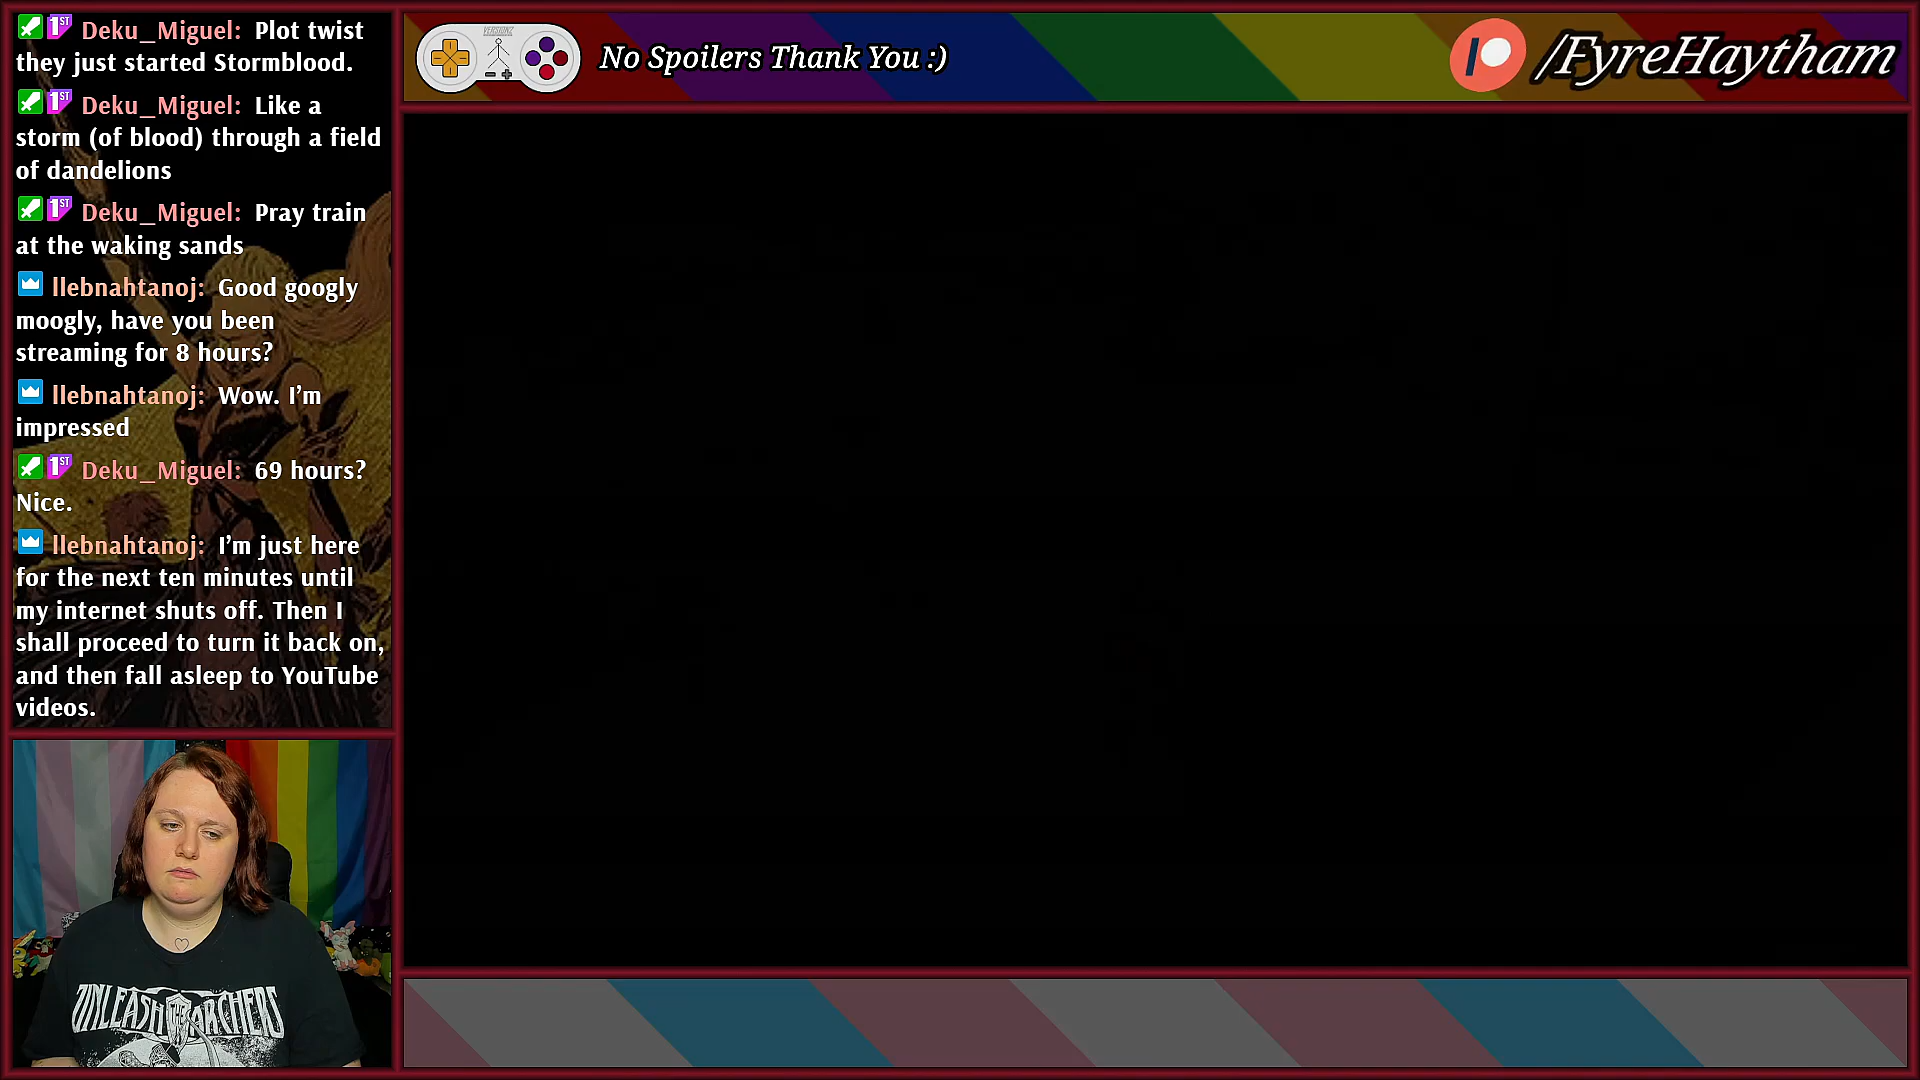 Deku_Miguel: Plot twist
they just started Stormblood.
Deku_Miguel: Like a
storm (of blood) through a field
of dandelions
Deku_Miguel: Pray train
at the waking sands
llebnahtanoj: Good googly
moogly, have you been
streaming for 8 hours?
llebnahtanoj: Wow. I’m
impressed
Deku_Miguel: 69 hours?
Nice.
llebnahtanoj: I’m just here
for the next ten minutes until
my internet shuts off. Then I
shall proceed to turn it back on,
and then fall asleep to YouTube
videos.
VERSIONZ
No Spoilers Thank You :)
/FyreHaytham
UNLEASH THE ARCHERS